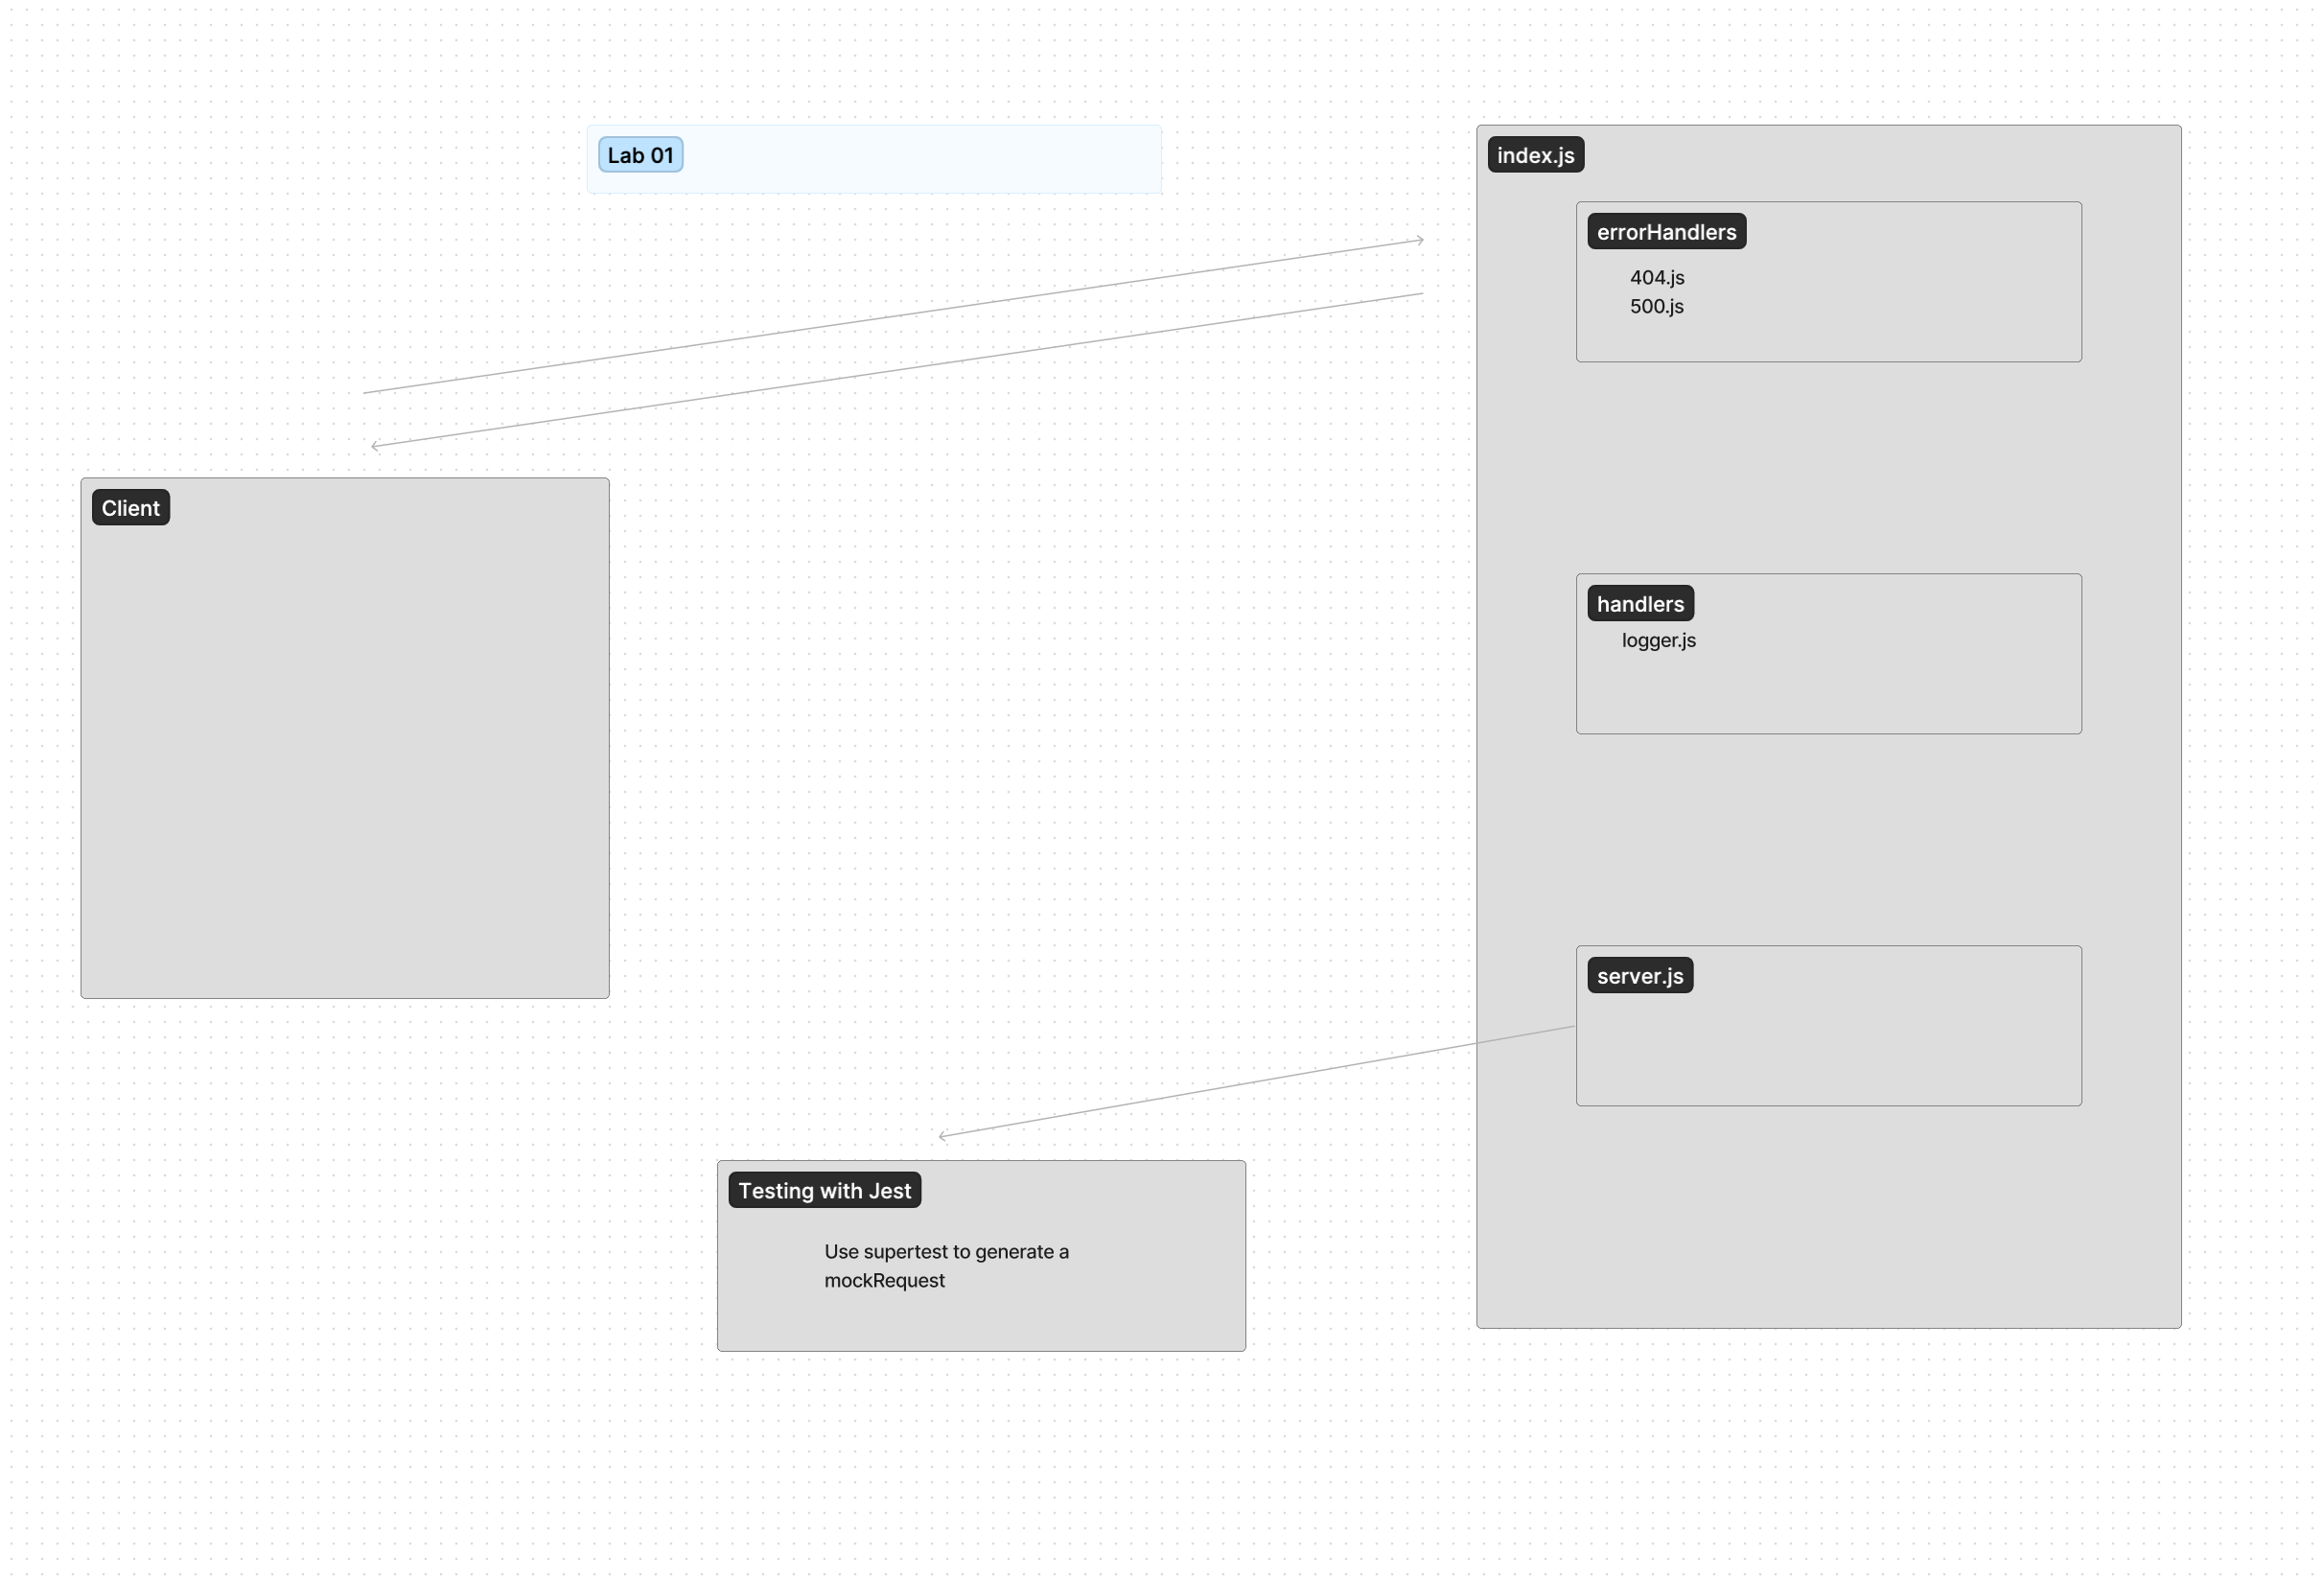 Lab 01
index.js
errorHandlers
404.js
500.js
Client
handlers
logger.js
server.js
Testing with Jest
Use supertest to generate a
mockRequest